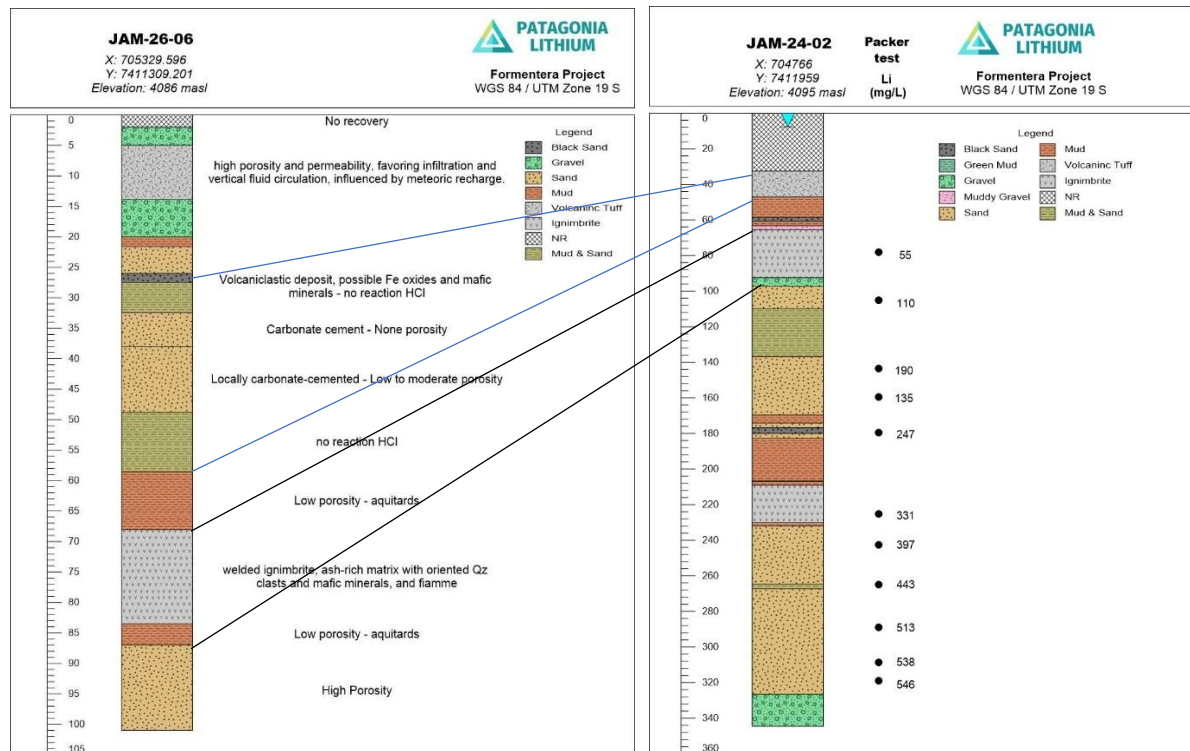 JAM-26-06
X: 705329.596
Y: 7411309.201
Elevation: 4086 masl
PATAGONIA
LITHIUM
Formentera Project
WGS 84 / UTM Zone 19 S
0
5
10
15
20
25
30
35
40
45
50
55
60
65
70
75
80
85
90
95
100
105
No recovery
high porosity and permeability, favoring infiltration and
vertical fluid circulation, influenced by meteoric recharge.
Volcaniclastic deposit, possible Fe oxides and mafic
minerals - no reaction HCl
Carbonate cement - None porosity
Locally carbonate-cemented - Low to moderate porosity
no reaction HCl
Low porosity - aquitards
welded ignimbrite, ash-rich matrix with oriented Qz
clasts and mafic minerals, and fiamme
Low porosity - aquitards
High Porosity
Legend
Black Sand
Gravel
Sand
Mud
Volcaninc Tuff
Ignimbrite
NR
Mud & Sand
JAM-24-02
X: 704766
Y: 7411959
Elevation: 4095 masl
Packer
test
Li
(mg/L)
PATAGONIA
LITHIUM
Formentera Project
WGS 84 / UTM Zone 19 S
0
20
40
60
80
100
120
140
160
180
200
220
240
260
280
300
320
340
360
55
110
190
135
247
331
397
443
513
538
546
Legend
Black Sand
Green Mud
Gravel
Muddy Gravel
Sand
Mud
Volcaninc Tuff
Ignimbrite
NR
Mud & Sand